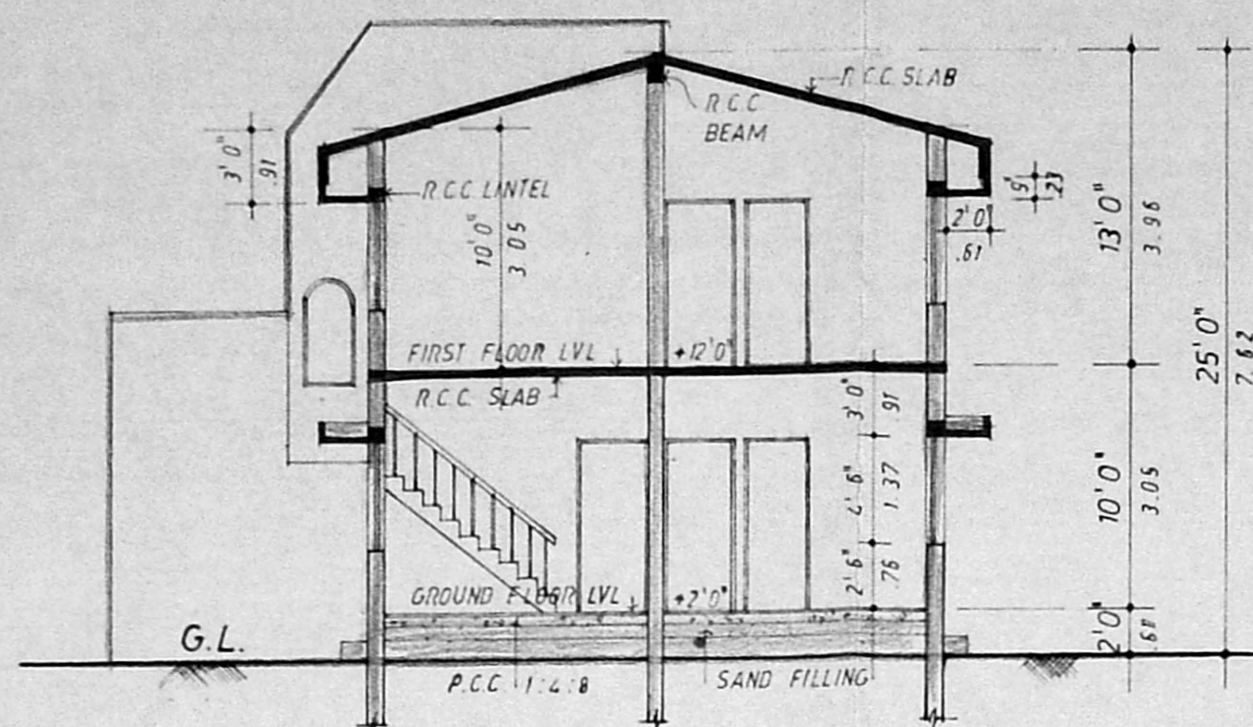 R.C.C. SLAB
R.C.C
BEAM
3' 0"
.91
R.C.C LINTEL
10' 0"
3.05
9"
.23
2' 0"
.61
13' 0"
3.96
25' 0"
7.62
FIRST FLOOR LVL
+12'0"
R.C.C. SLAB
3' 0"
.91
4' 6"
1.37
2' 6"
.76
10' 0"
3.05
GROUND FLOOR LVL
+2'0"
2' 0"
.61
G.L.
P.C.C 1:4:8
SAND FILLING